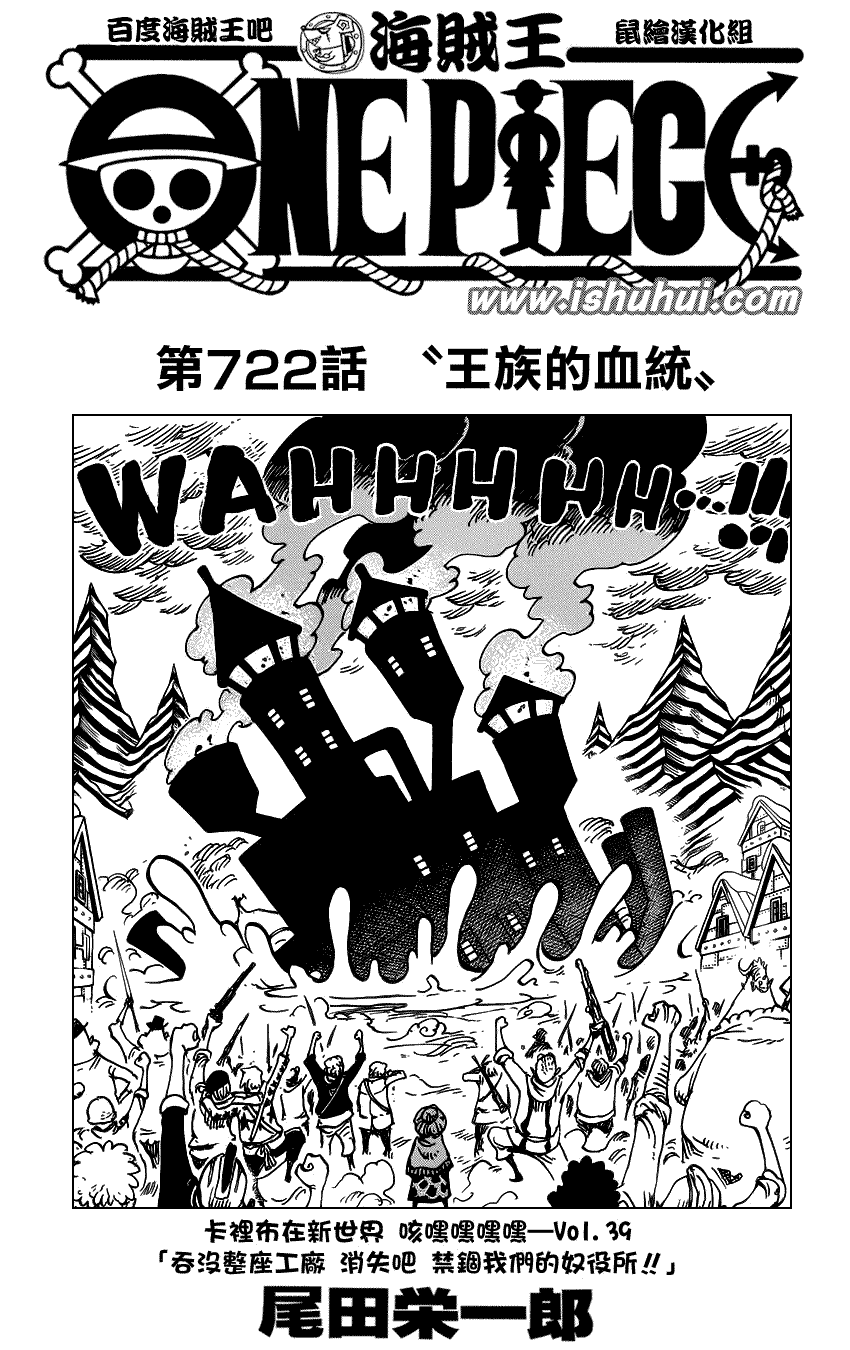 百度海賊王吧
海賊王
鼠繪漢化組
ONE PIECE
www.ishuhui.com
第722話 〝王族的血統〟
WAHHHHH…!!!
卡裡布在新世界 咳嘿嘿嘿嘿—Vol.39
「吞没整座工廠 消失吧 禁錮我們的奴役所!!」
尾田栄一郎